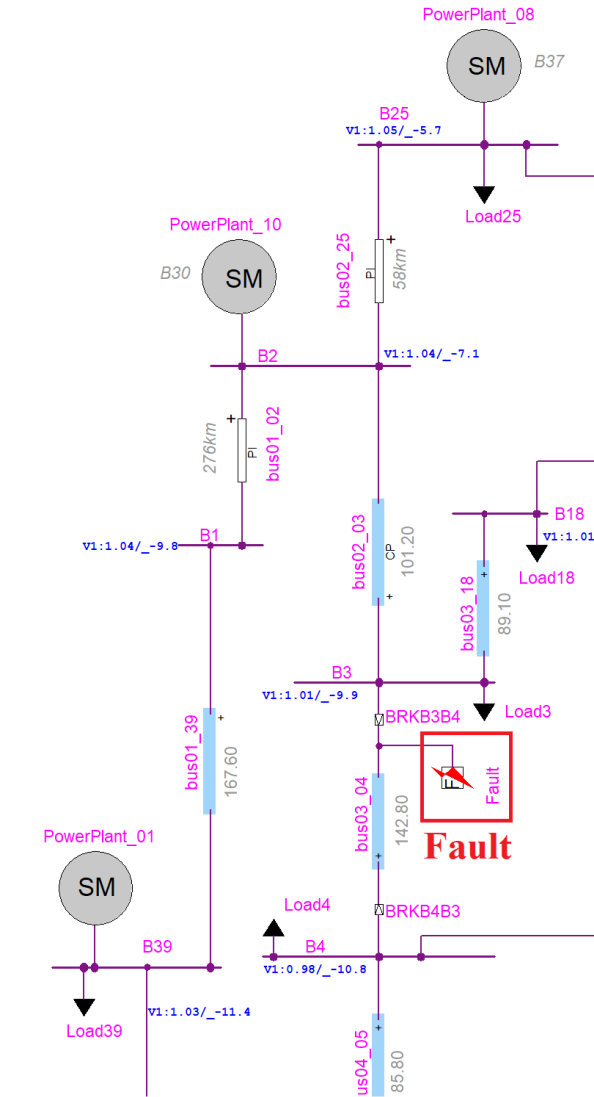 PowerPlant_08
SM
B37
B25
V1:1.05/_-5.7
Load25
PowerPlant_10
B30
SM
bus02_25
PI
+
58km
B2
V1:1.04/_-7.1
276km
+
PI
bus01_02
B1
V1:1.04/_-9.8
bus02_03
CP
+
101.20
B18
V1:1.01
Load18
bus03_18
+
89.10
B3
V1:1.01/_-9.9
BRKB3B4
Load3
bus01_39
+
167.60
F
Fault
Fault
bus03_04
+
142.80
PowerPlant_01
SM
Load4
BRKB4B3
B39
B4
V1:0.98/_-10.8
V1:1.03/_-11.4
Load39
us04_05
+
85.80